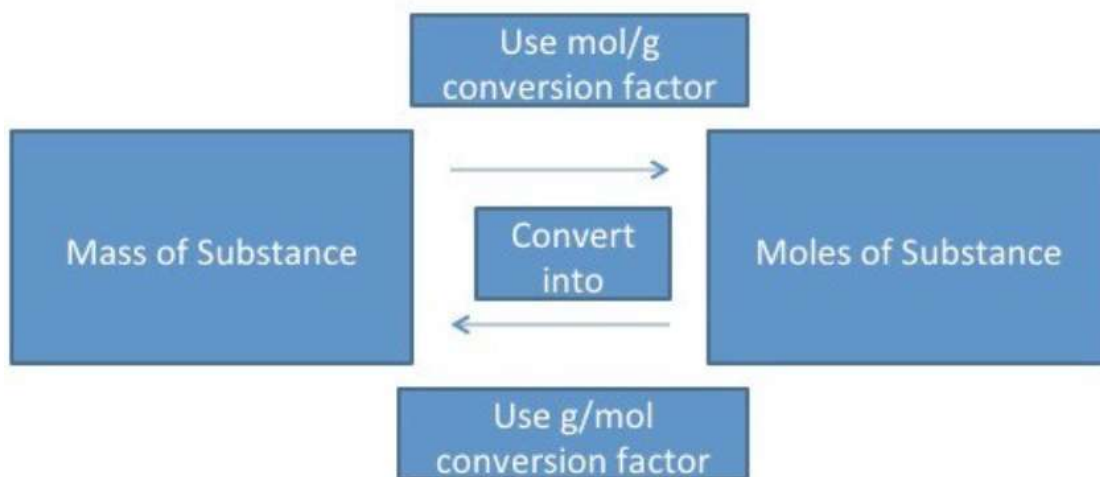 Use mol/g
conversion factor
Mass of Substance
Convert
into
Moles of Substance
Use g/mol
conversion factor